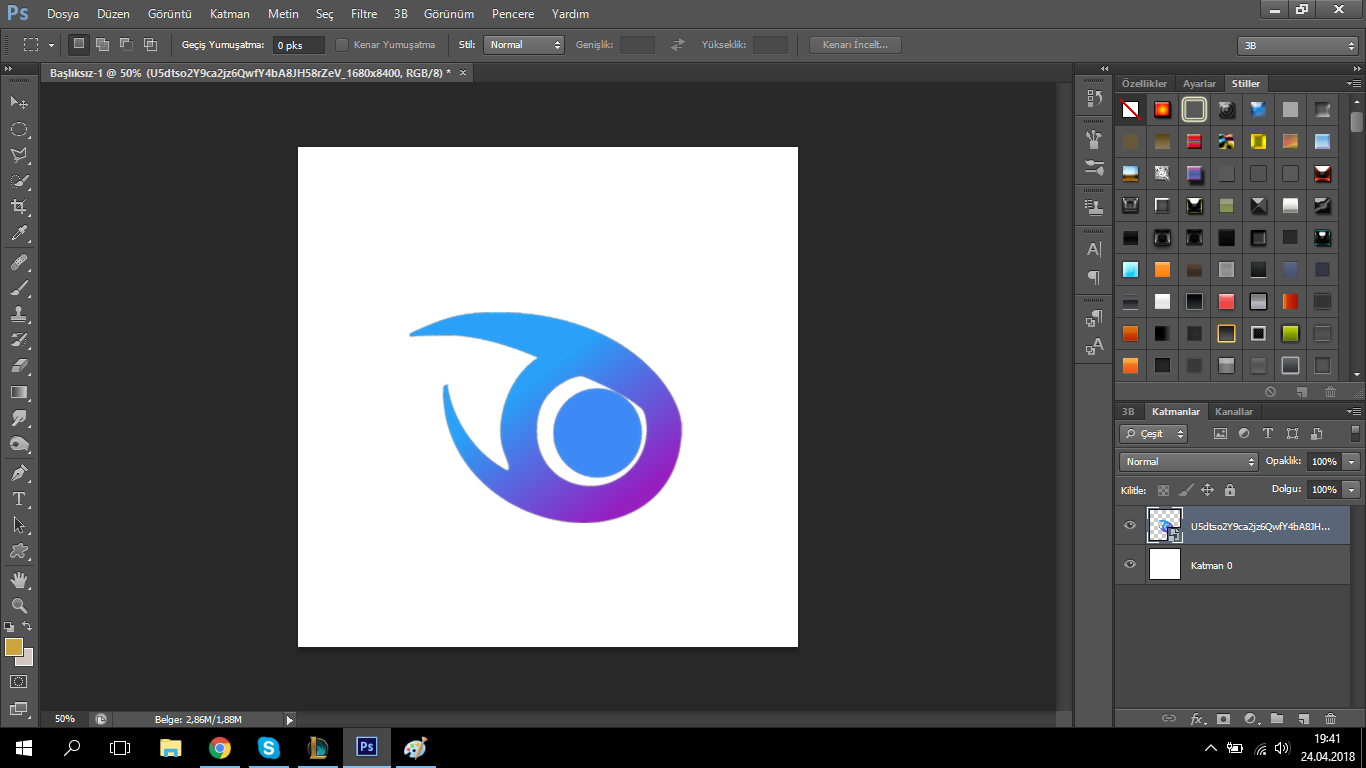 Ps Dosya Düzen Görüntü Katman Metin Seç Filtre 3B Görünüm Pencere Yardım
Geçiş Yumuşatma: 0 pks Kenar Yumuşatma Stil: Normal Genişlik: Yükseklik: Kenarı İncelt... 3B
Başlıksız-1 @ 50% (U5dtso2Y9ca2jz6QwfY4bA8JH58rZeV_1680x8400, RGB/8) * ×
Özellikler Ayarlar Stiller
3B Katmanlar Kanallar
Çeşit
Normal Opaklık: 100%
Kilitle: Dolgu: 100%
U5dtso2Y9ca2jz6QwfY4bA8JH...
Katman 0
50% Belge: 2,86M/1,88M
fx
Ps
19:41
24.04.2018